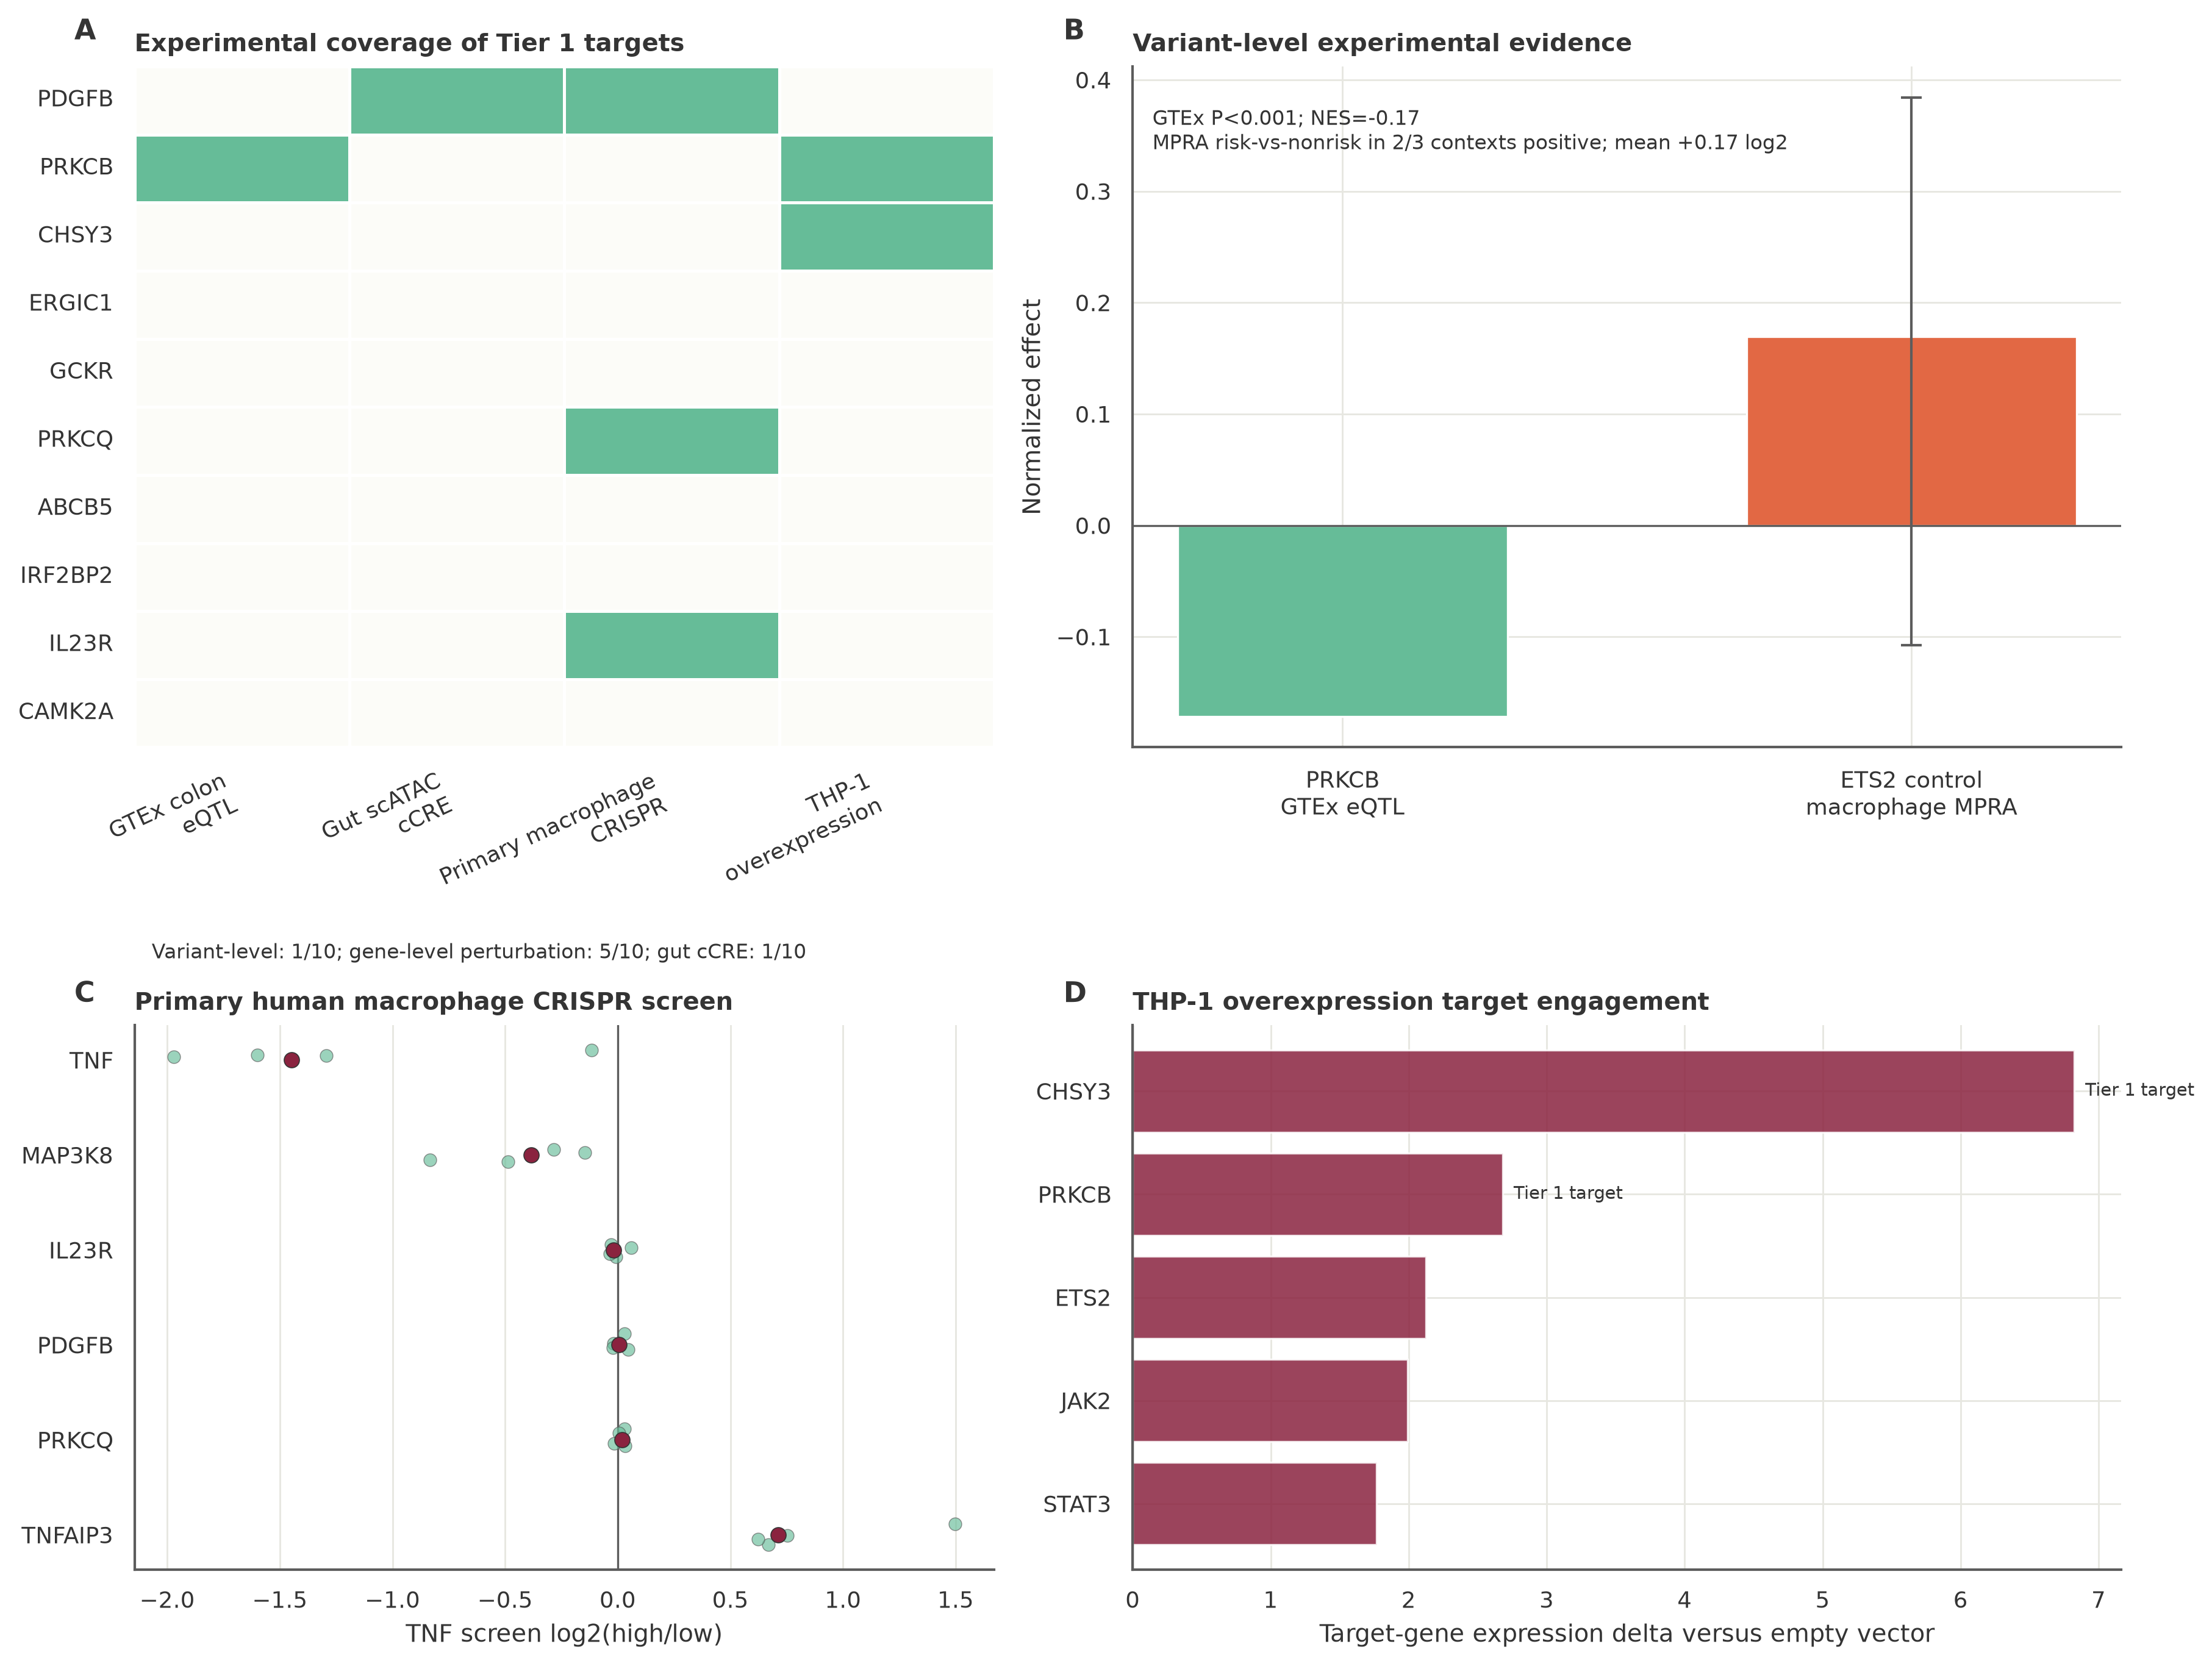 A
Experimental coverage of Tier 1 targets
PDGFB
PRKCB
CHSY3
ERGIC1
GCKR
PRKCQ
ABCB5
IRF2BP2
IL23R
CAMK2A
GTEx colon
eQTL
Gut scATAC
cCRE
Primary macrophage
CRISPR
THP-1
overexpression
Variant-level: 1/10; gene-level perturbation: 5/10; gut cCRE: 1/10
B
Variant-level experimental evidence
GTEx P<0.001; NES=-0.17
MPRA risk-vs-nonrisk in 2/3 contexts positive; mean +0.17 log2
Normalized effect
0.4
0.3
0.2
0.1
0.0
−0.1
PRKCB
GTEx eQTL
ETS2 control
macrophage MPRA
C
Primary human macrophage CRISPR screen
TNF
MAP3K8
IL23R
PDGFB
PRKCQ
TNFAIP3
−2.0 −1.5 −1.0 −0.5 0.0 0.5 1.0 1.5
TNF screen log2(high/low)
D
THP-1 overexpression target engagement
CHSY3
Tier 1 target
PRKCB
Tier 1 target
ETS2
JAK2
STAT3
0 1 2 3 4 5 6 7
Target-gene expression delta versus empty vector